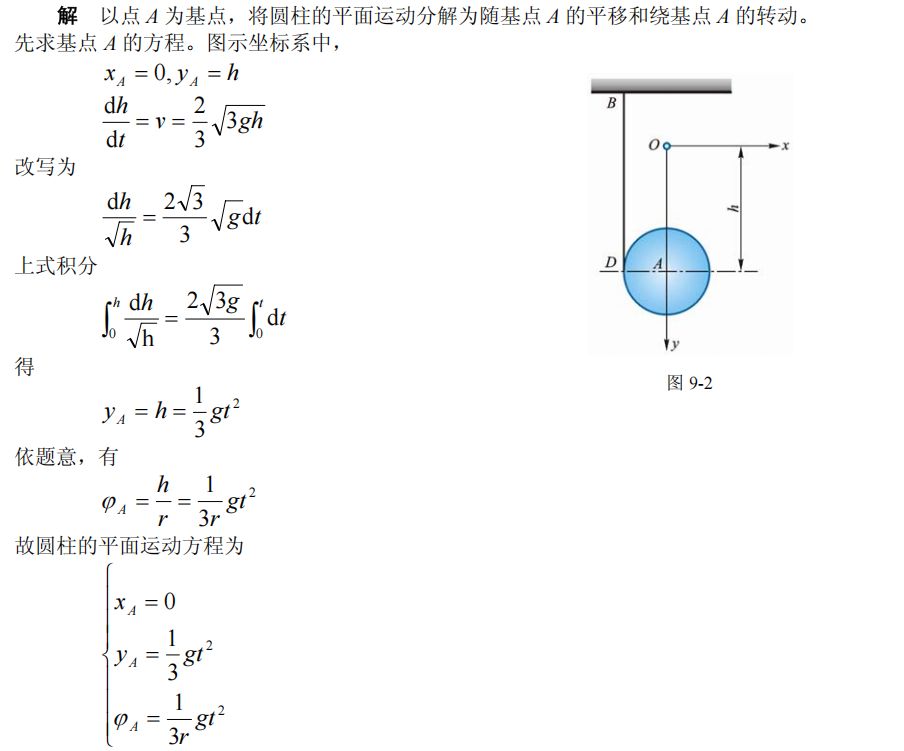 解 以点 A 为基点，将圆柱的平面运动分解为随基点 A 的平移和绕基点 A 的转动。
先求基点 A 的方程。图示坐标系中，
x_A = 0, y_A = h
dh/dt = v = 2/3 √(3gh)
改写为
dh/√h = 2√3/3 √g dt
上式积分
∫₀ʰ dh/√h = 2√(3g)/3 ∫₀ᵗ dt
得
y_A = h = 1/3 gt²
依题意，有
φ_A = h/r = 1/(3r) gt²
故圆柱的平面运动方程为
x_A = 0
y_A = 1/3 gt²
φ_A = 1/(3r) gt²
B
O
x
h
D
A
y
图 9-2